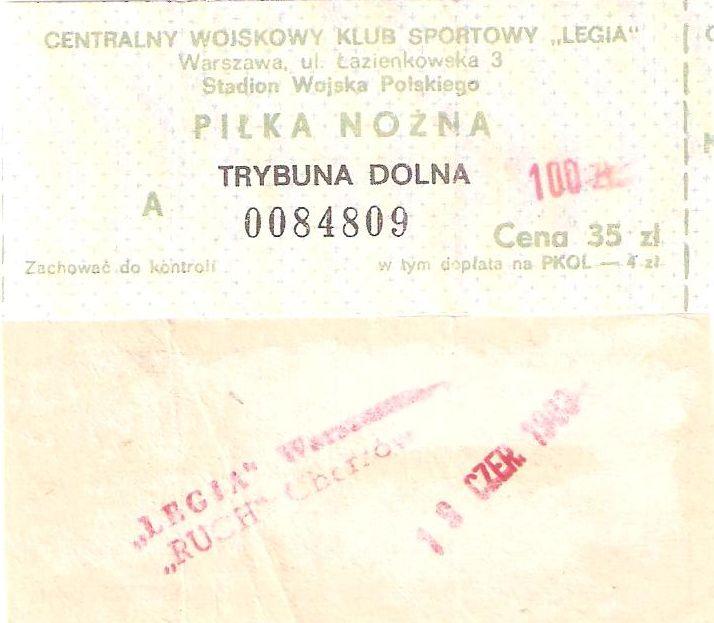 CENTRALNY WOJSKOWY KLUB SPORTOWY „LEGIA"
Warszawa, ul. Łazienkowska 3
Stadion Wojska Polskiego
PIŁKA NOŻNA
TRYBUNA DOLNA
100 zł
A
0084809
Cena 35 zł
Zachować do kontroli
w tym dopłata na PKOL — 4 zł
„LEGIA" Warszawa
„RUCH" Chorzów
CZER